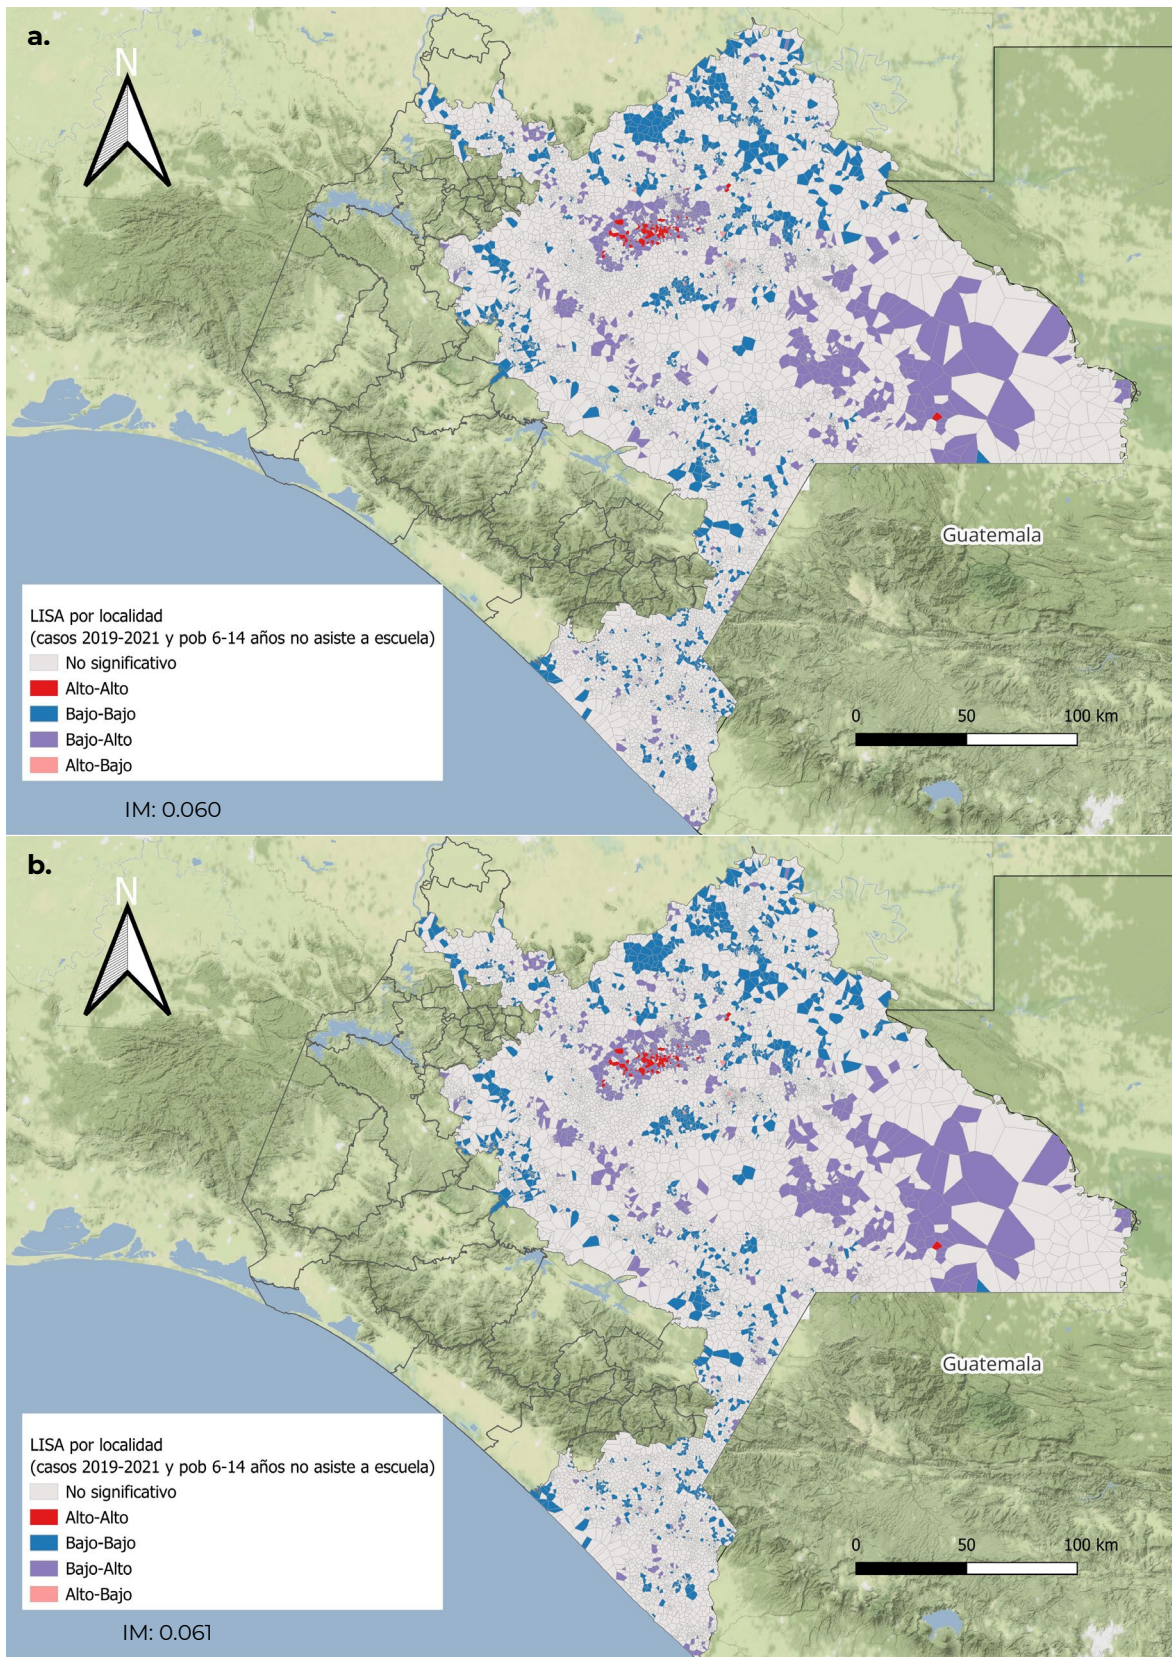 a.
N
Guatemala
LISA por localidad
(casos 2019-2021 y pob 6-14 años no asiste a escuela)
No significativo
Alto-Alto
Bajo-Bajo
Bajo-Alto
Alto-Bajo
0 50 100 km
IM: 0.060
b.
N
Guatemala
LISA por localidad
(casos 2019-2021 y pob 6-14 años no asiste a escuela)
No significativo
Alto-Alto
Bajo-Bajo
Bajo-Alto
Alto-Bajo
0 50 100 km
IM: 0.061